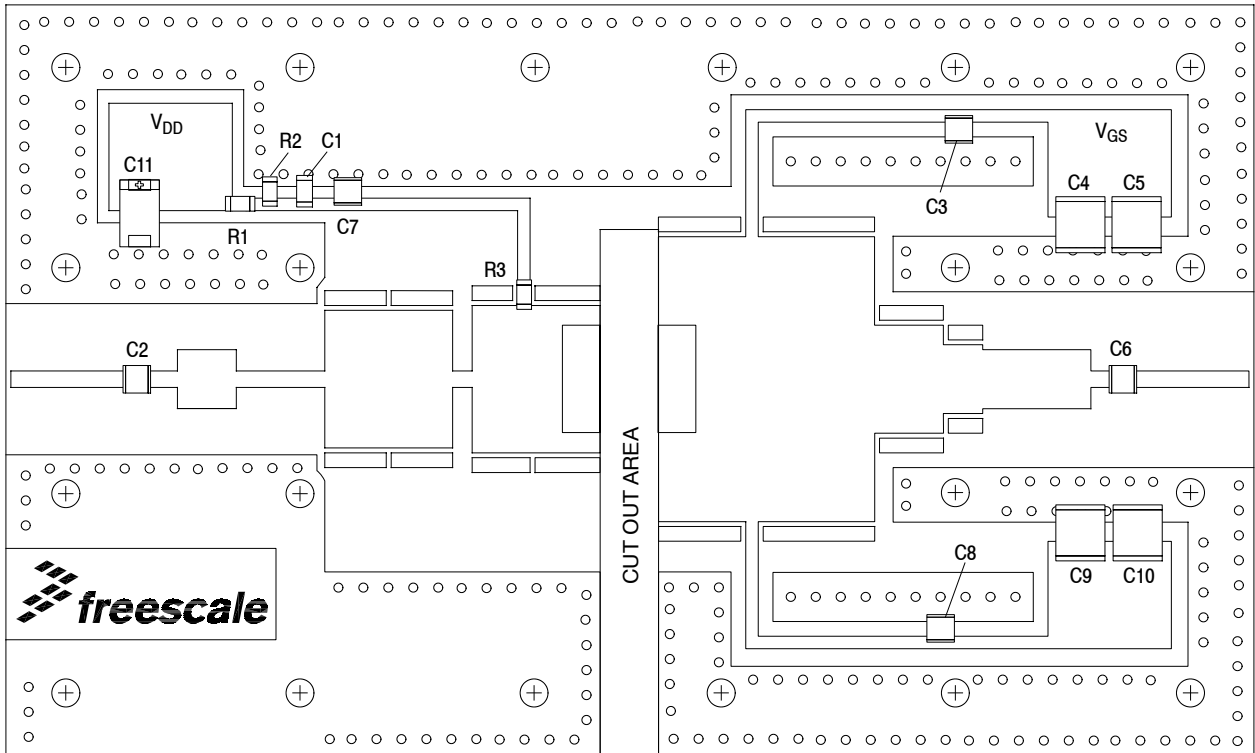 VDD
C11
R2
C1
R1
C7
R3
C3
VGS
C4
C5
C2
C6
CUT OUT AREA
C8
C9
C10
freescale